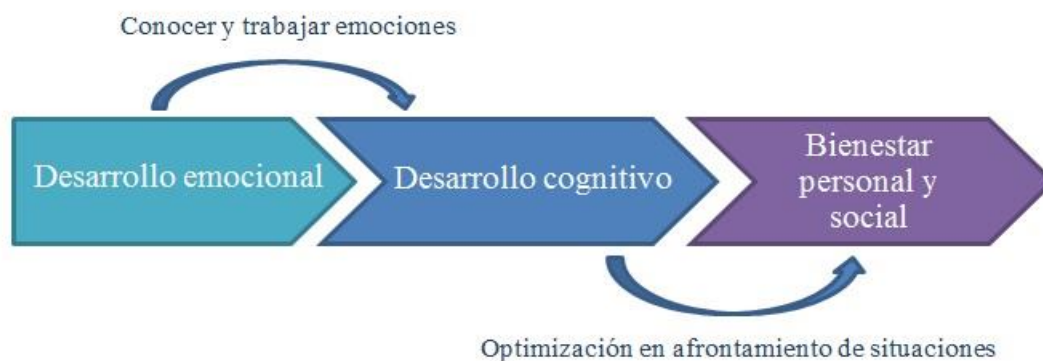 Conocer y trabajar emociones
Desarrollo emocional
Desarrollo cognitivo
Bienestar
personal y
social
Optimización en afrontamiento de situaciones